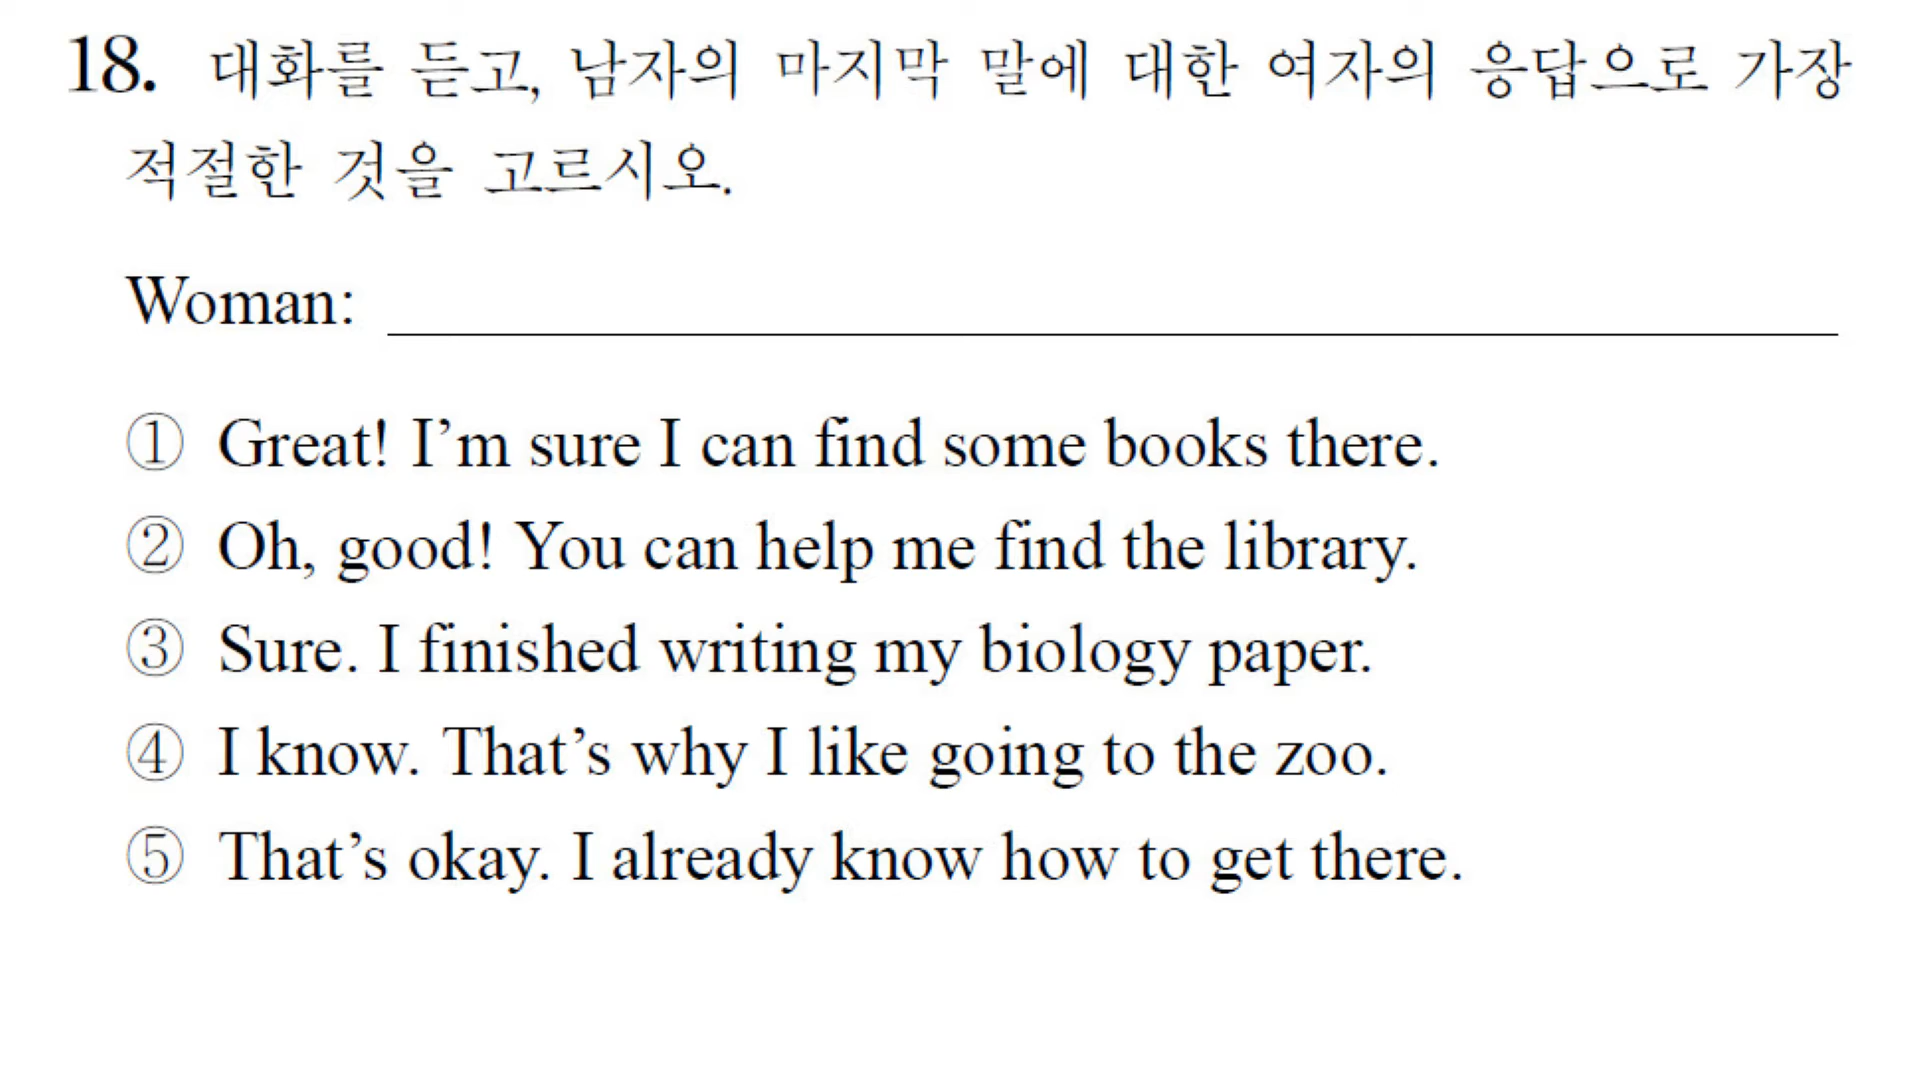 18. 대화를 듣고, 남자의 마지막 말에 대한 여자의 응답으로 가장
적절한 것을 고르시오.
Woman:
① Great! I’m sure I can find some books there.
② Oh, good! You can help me find the library.
③ Sure. I finished writing my biology paper.
④ I know. That’s why I like going to the zoo.
⑤ That’s okay. I already know how to get there.